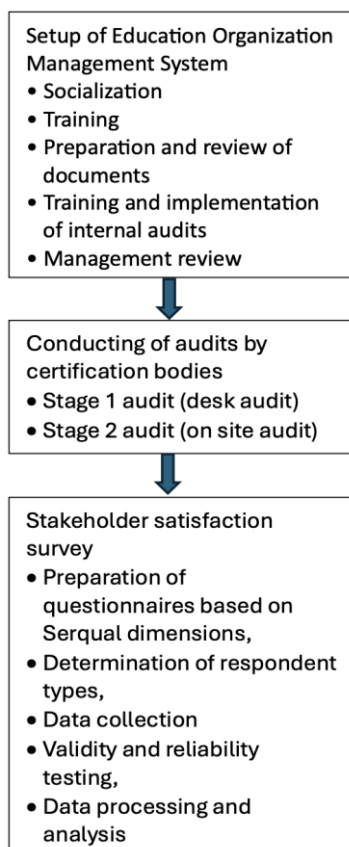 Setup of Education Organization
Management System
• Socialization
• Training
• Preparation and review of
documents
• Training and implementation
of internal audits
• Management review
Conducting of audits by
certification bodies
• Stage 1 audit (desk audit)
• Stage 2 audit (on site audit)
Stakeholder satisfaction
survey
• Preparation of
questionnaires based on
Serqual dimensions,
• Determination of respondent
types,
• Data collection
• Validity and reliability
testing,
• Data processing and
analysis